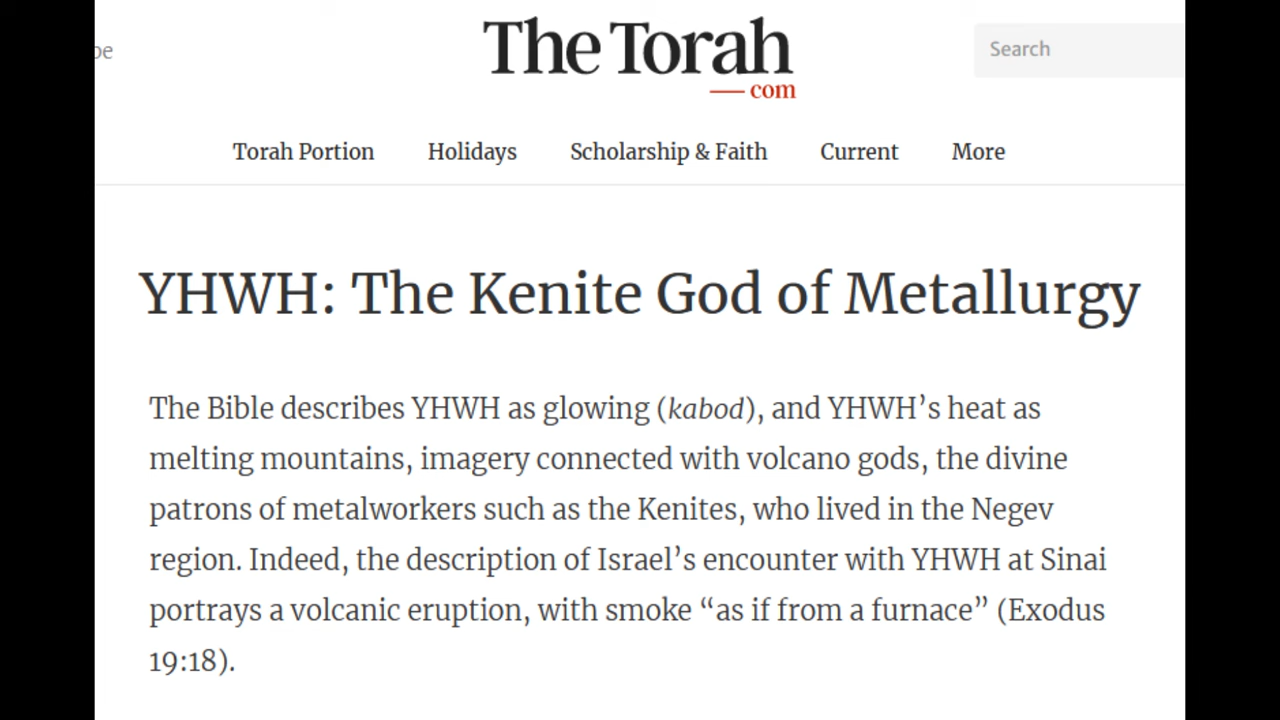 be
The Torah
com
Search
Torah Portion Holidays Scholarship & Faith Current More
YHWH: The Kenite God of Metallurgy
The Bible describes YHWH as glowing (kabod), and YHWH’s heat as
melting mountains, imagery connected with volcano gods, the divine
patrons of metalworkers such as the Kenites, who lived in the Negev
region. Indeed, the description of Israel’s encounter with YHWH at Sinai
portrays a volcanic eruption, with smoke “as if from a furnace” (Exodus
19:18).